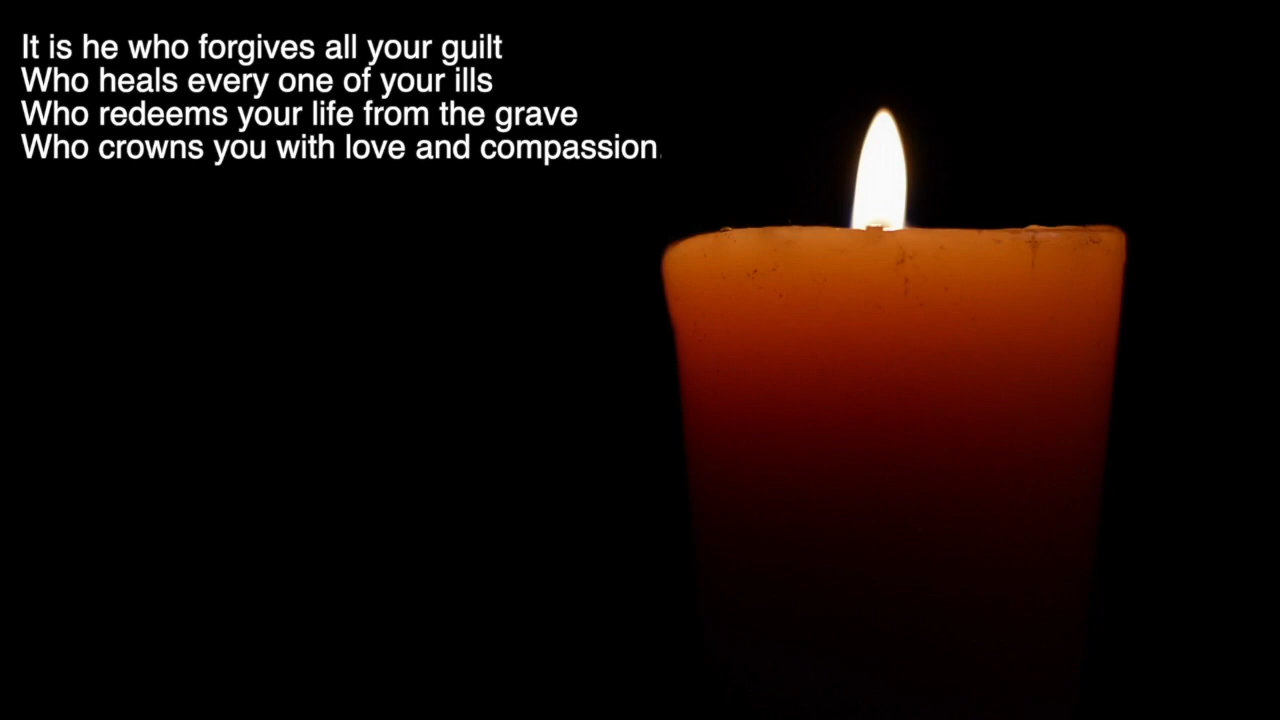 It is he who forgives all your guilt
Who heals every one of your ills
Who redeems your life from the grave
Who crowns you with love and compassion.